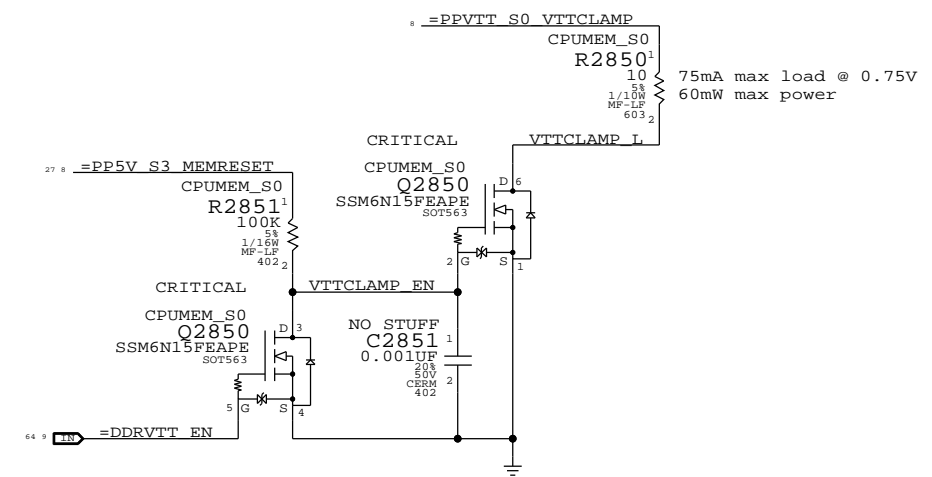 8 =PPVTT_S0_VTTCLAMP
CPUMEM_S0
R2850 1
10
5%
1/10W
MF-LF
603 2
75mA max load @ 0.75V
60mW max power
CRITICAL
VTTCLAMP_L
CPUMEM_S0
Q2850
SSM6N15FEAPE
SOT563
D 6
2 G S 1
27 8 =PP5V_S3_MEMRESET
CPUMEM_S0
R2851 1
100K
5%
1/16W
MF-LF
402 2
CRITICAL
VTTCLAMP_EN
CPUMEM_S0
Q2850
SSM6N15FEAPE
SOT563
D 3
5 G S 4
NO STUFF
C2851 1
0.001UF
20%
50V
CERM
402
2
64 9 IN =DDRVTT_EN